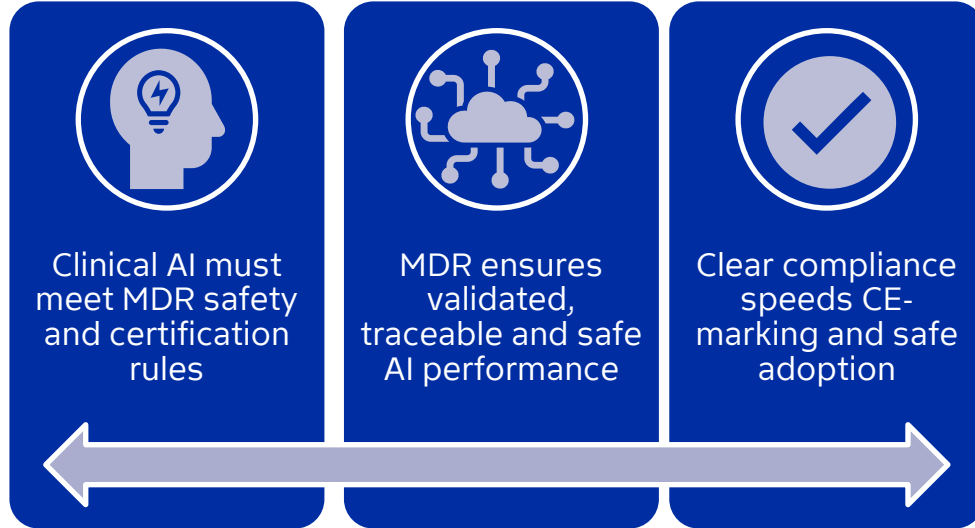 Clinical AI must
meet MDR safety
and certification
rules
MDR ensures
validated,
traceable and safe
AI performance
Clear compliance
speeds CE-
marking and safe
adoption